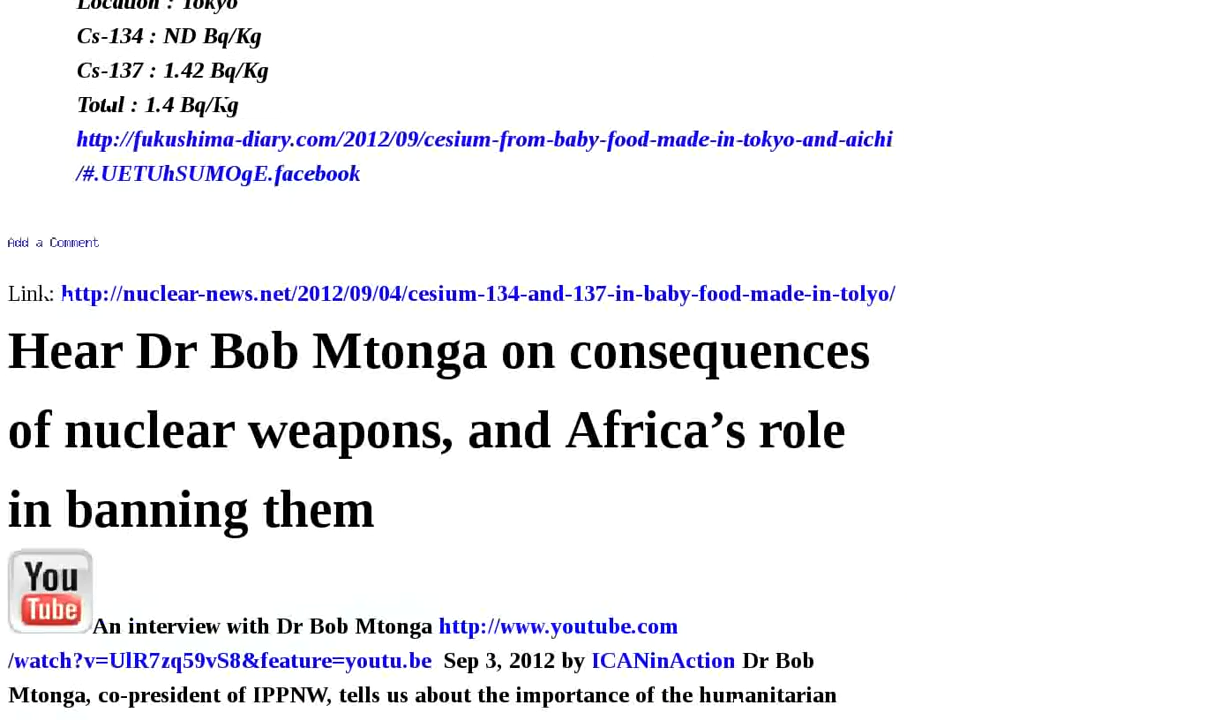 Location : Tokyo
Cs-134 : ND Bq/Kg
Cs-137 : 1.42 Bq/Kg
Total : 1.4 Bq/Kg
http://fukushima-diary.com/2012/09/cesium-from-baby-food-made-in-tokyo-and-aichi
/#.UETUhSUMOgE.facebook
Add a Comment
Link: http://nuclear-news.net/2012/09/04/cesium-134-and-137-in-baby-food-made-in-tolyo/
Hear Dr Bob Mtonga on consequences
of nuclear weapons, and Africa’s role
in banning them
You
Tube
An interview with Dr Bob Mtonga http://www.youtube.com
/watch?v=UlR7zq59vS8&feature=youtu.be Sep 3, 2012 by ICANinAction Dr Bob
Mtonga, co-president of IPPNW, tells us about the importance of the humanitarian